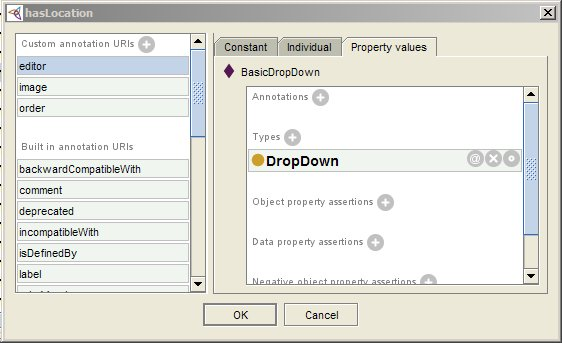 hasLocation
Custom annotation URIs
editor
image
order
Built in annotation URIs
backwardCompatibleWith
comment
deprecated
incompatibleWith
isDefinedBy
label
Constant
Individual
Property values
BasicDropDown
Annotations
Types
DropDown
@
Object property assertions
Data property assertions
Negative object property assertions
OK
Cancel